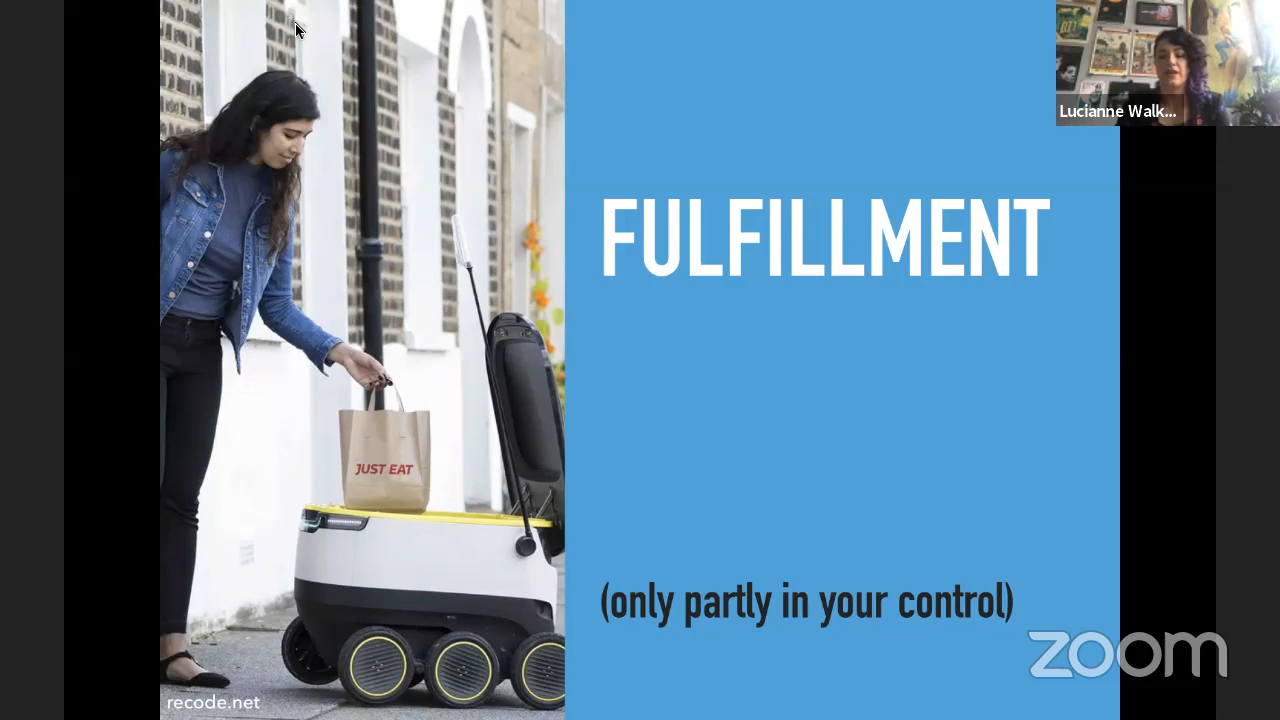 Lucianne Walk...
FULFILLMENT
JUST EAT
(only partly in your control)
zoom
recode.net